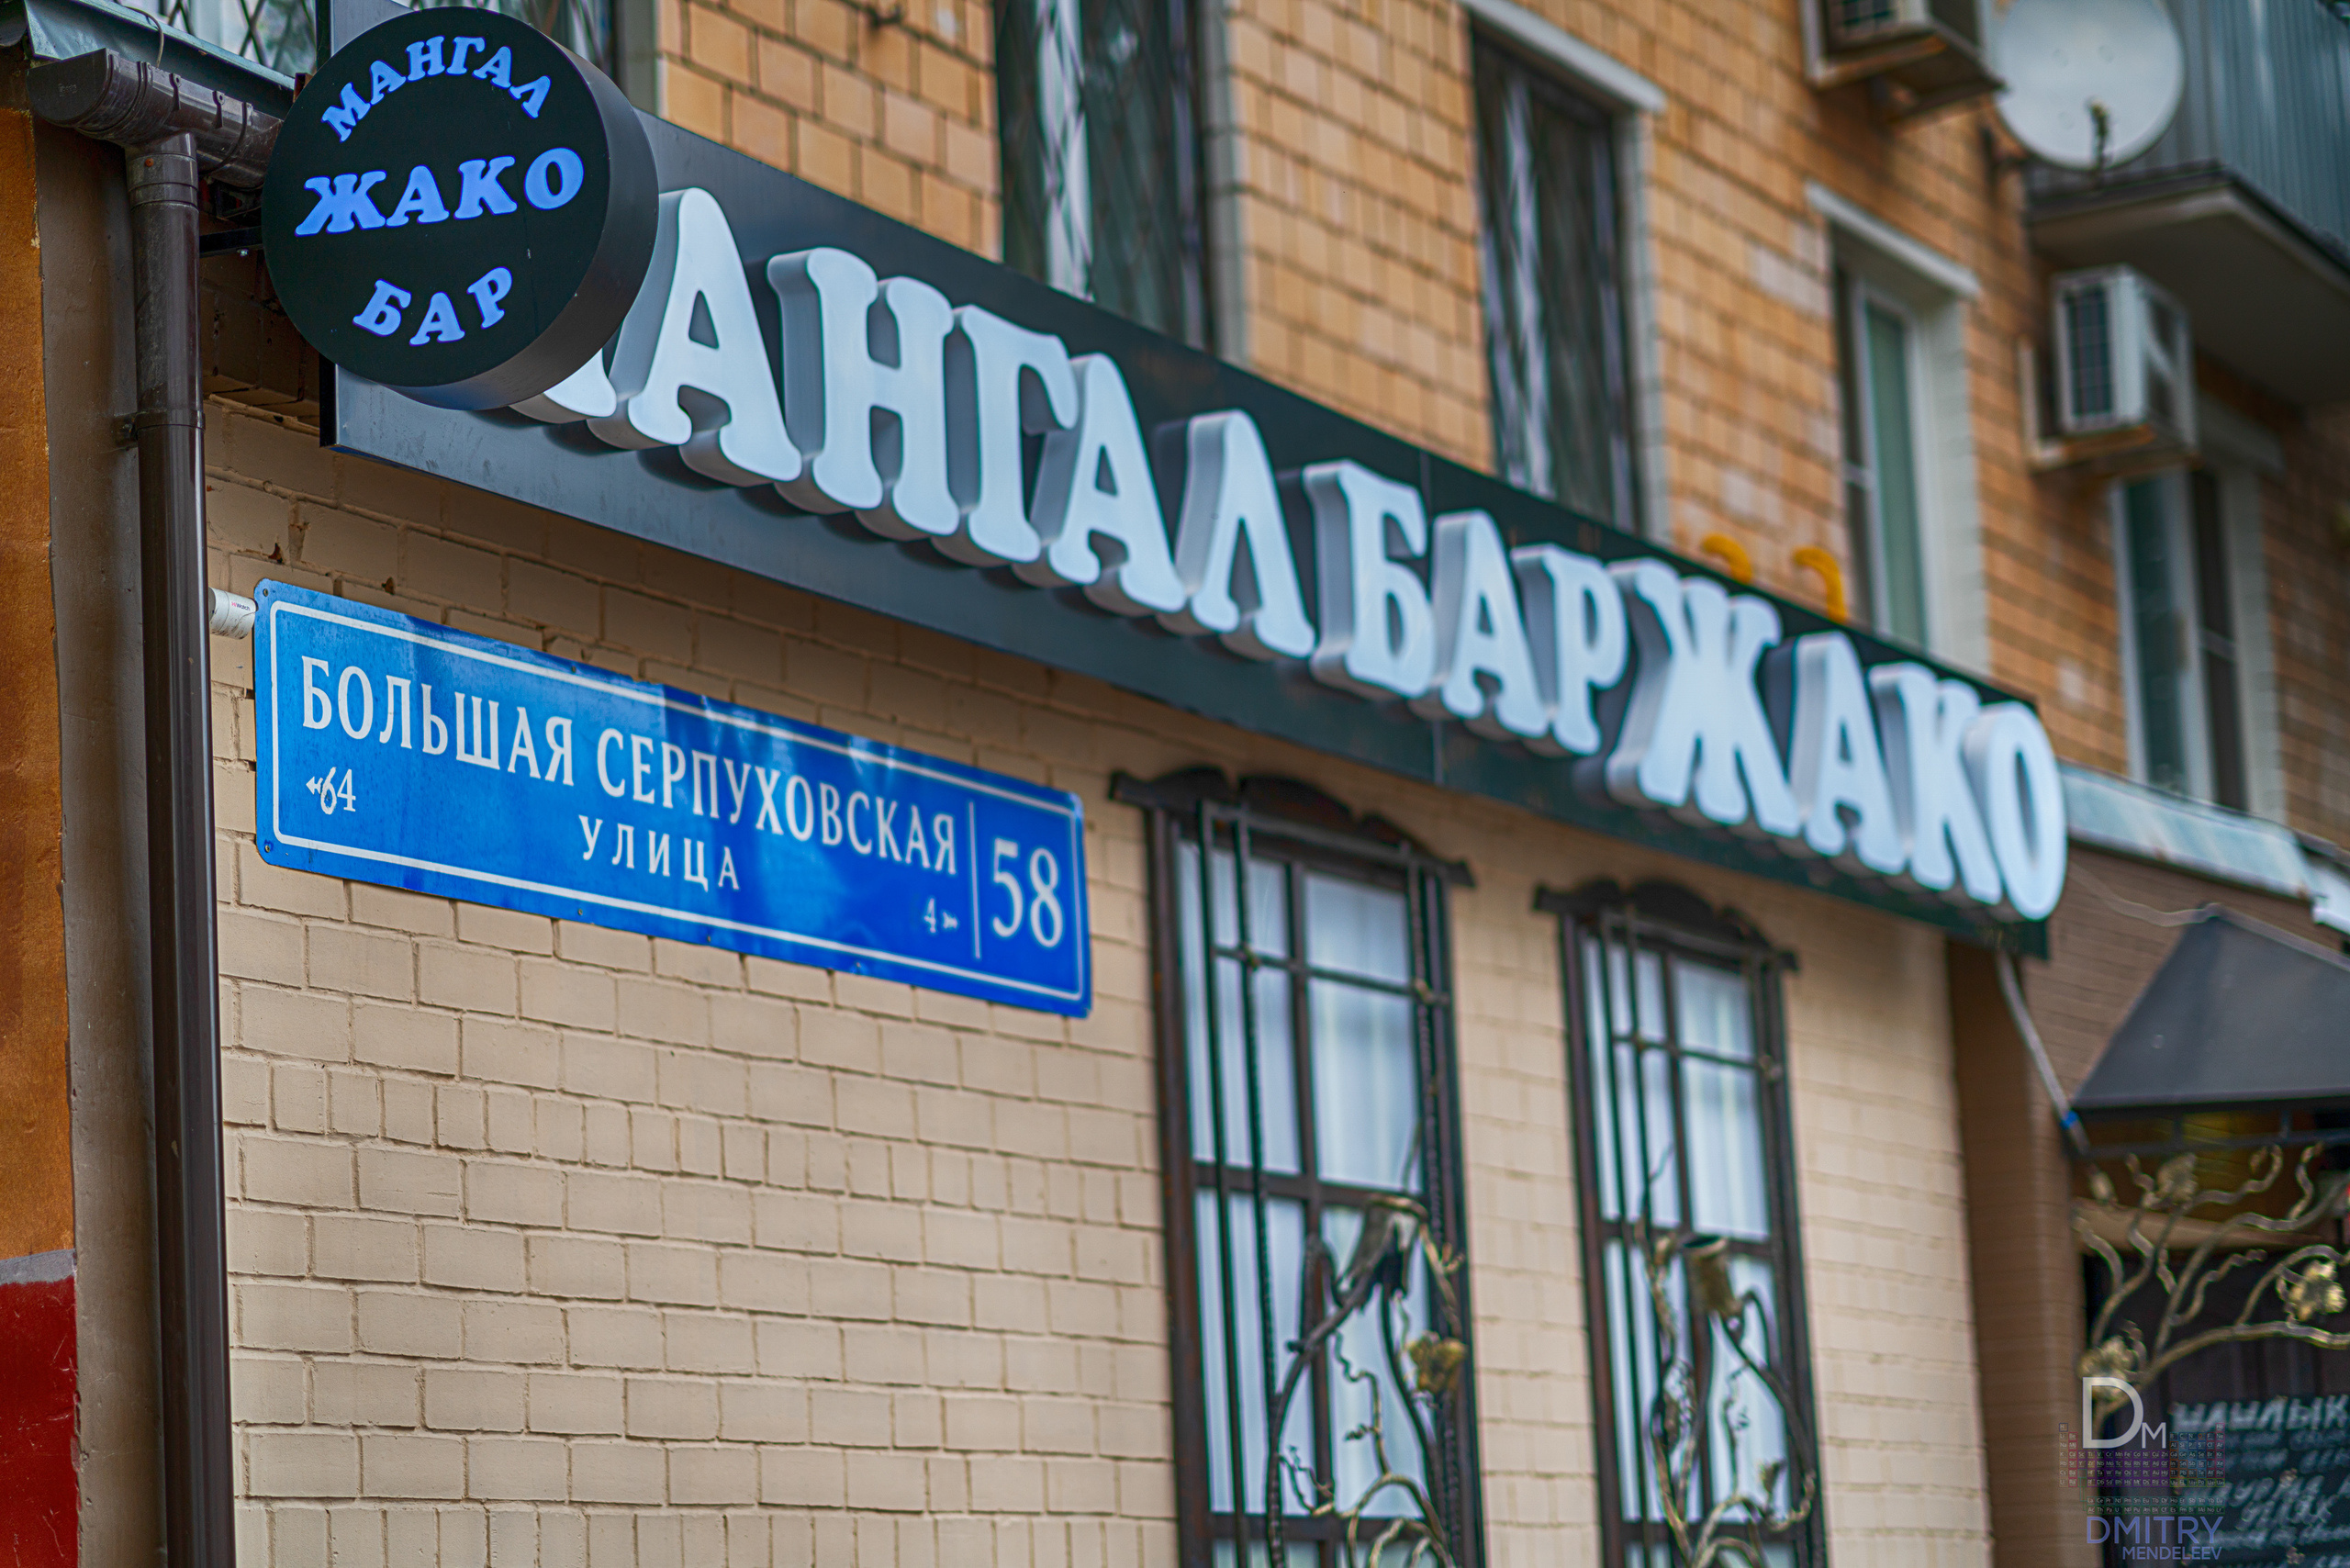 МАНГАЛ
ЖАКО
БАР
АНГАЛ БАР ЖАКО
БОЛЬШАЯ СЕРПУХОВСКАЯ
УЛИЦА
64
4
58
DM
DMITRY
MENDELEEV